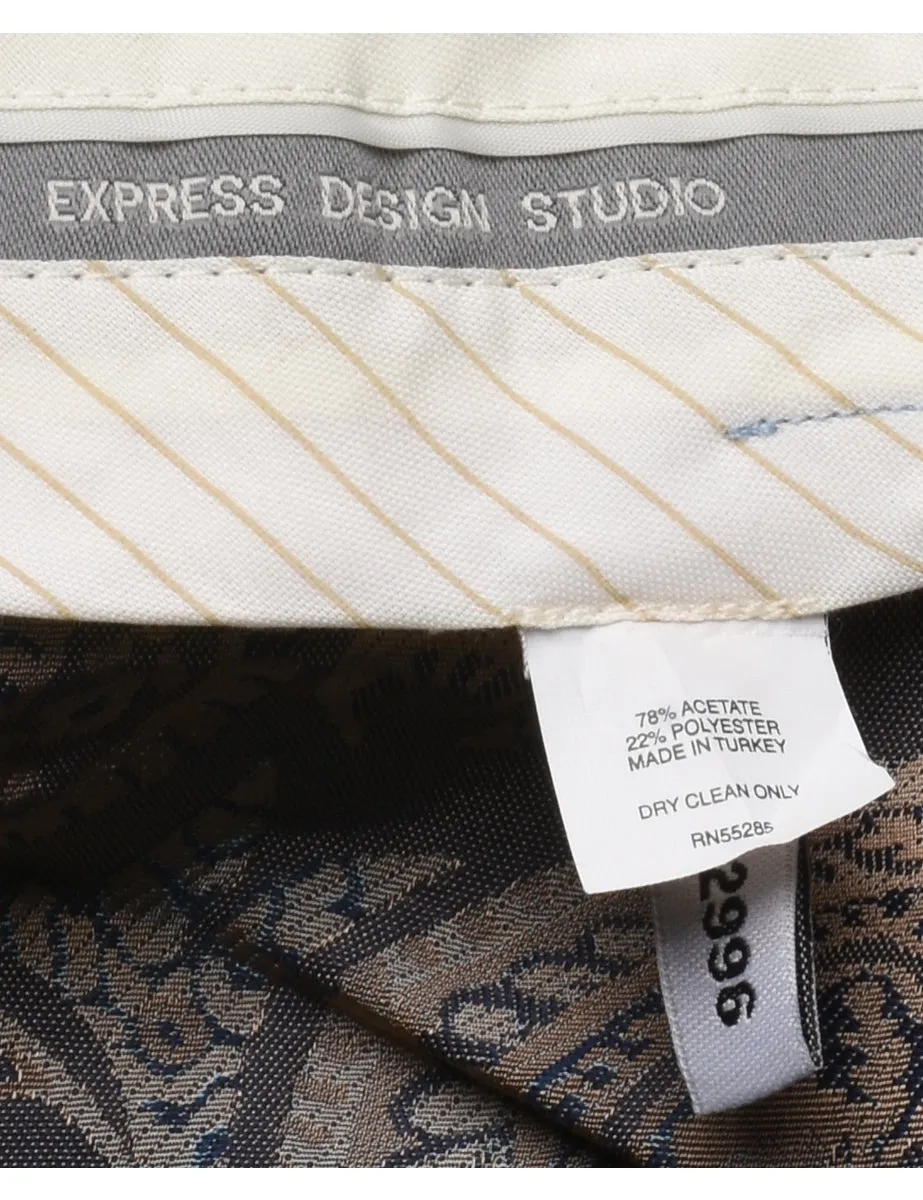 EXPRESS DESIGN STUDIO
78% ACETATE
22% POLYESTER
MADE IN TURKEY
DRY CLEAN ONLY
RN55285
2996